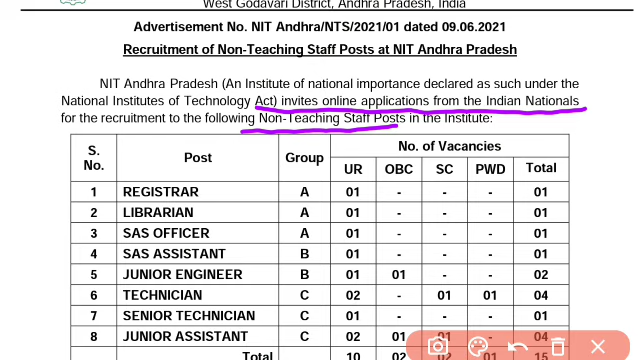 West Godavari District, Andhra Pradesh, India
Advertisement No. NIT Andhra/NTS/2021/01 dated 09.06.2021
Recruitment of Non-Teaching Staff Posts at NIT Andhra Pradesh
NIT Andhra Pradesh (An Institute of national importance declared as such under the
National Institutes of Technology Act) invites online applications from the Indian Nationals
for the recruitment to the following Non-Teaching Staff Posts in the Institute:
S. No. Post Group No. of Vacancies
UR OBC SC PWD Total
1 REGISTRAR A 01 - - - 01
2 LIBRARIAN A 01 - - - 01
3 SAS OFFICER A 01 - - - 01
4 SAS ASSISTANT B 01 - - - 01
5 JUNIOR ENGINEER B 01 01 - - 02
6 TECHNICIAN C 02 - 01 01 04
7 SENIOR TECHNICIAN C 01 - - - 01
8 JUNIOR ASSISTANT C 02 01 01 - 04
Total 10 02 02 01 15